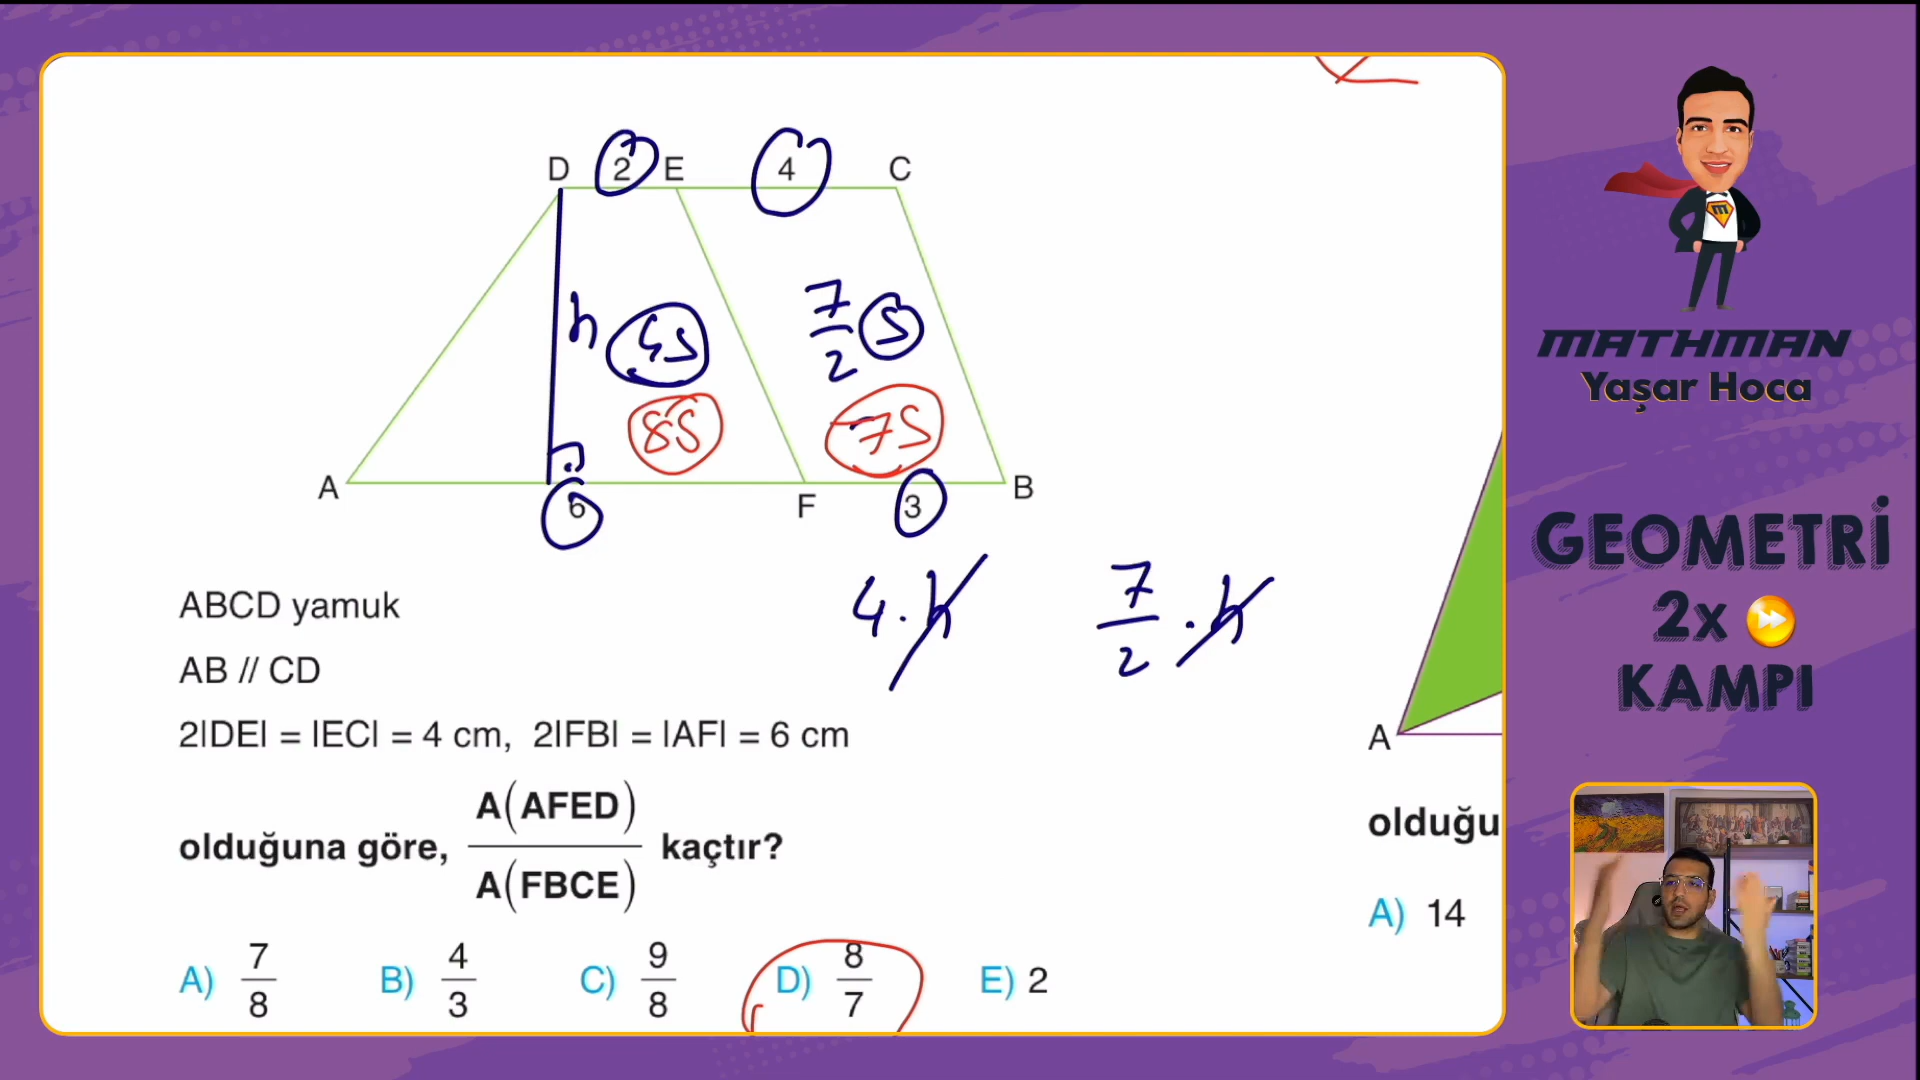 D 2 E 4 C
h 4S 7/2 S
8S 7S
A 6 F 3 B
4 . h 7/2 . h
ABCD yamuk
AB // CD
2|DE| = |EC| = 4 cm, 2|FB| = |AF| = 6 cm
olduğuna göre, A(AFED) / A(FBCE) kaçtır?
A) 7/8 B) 4/3 C) 9/8 D) 8/7 E) 2
A
olduğu
A) 14
M
MATHMAN
Yaşar Hoca
GEOMETRİ
2x
KAMPI